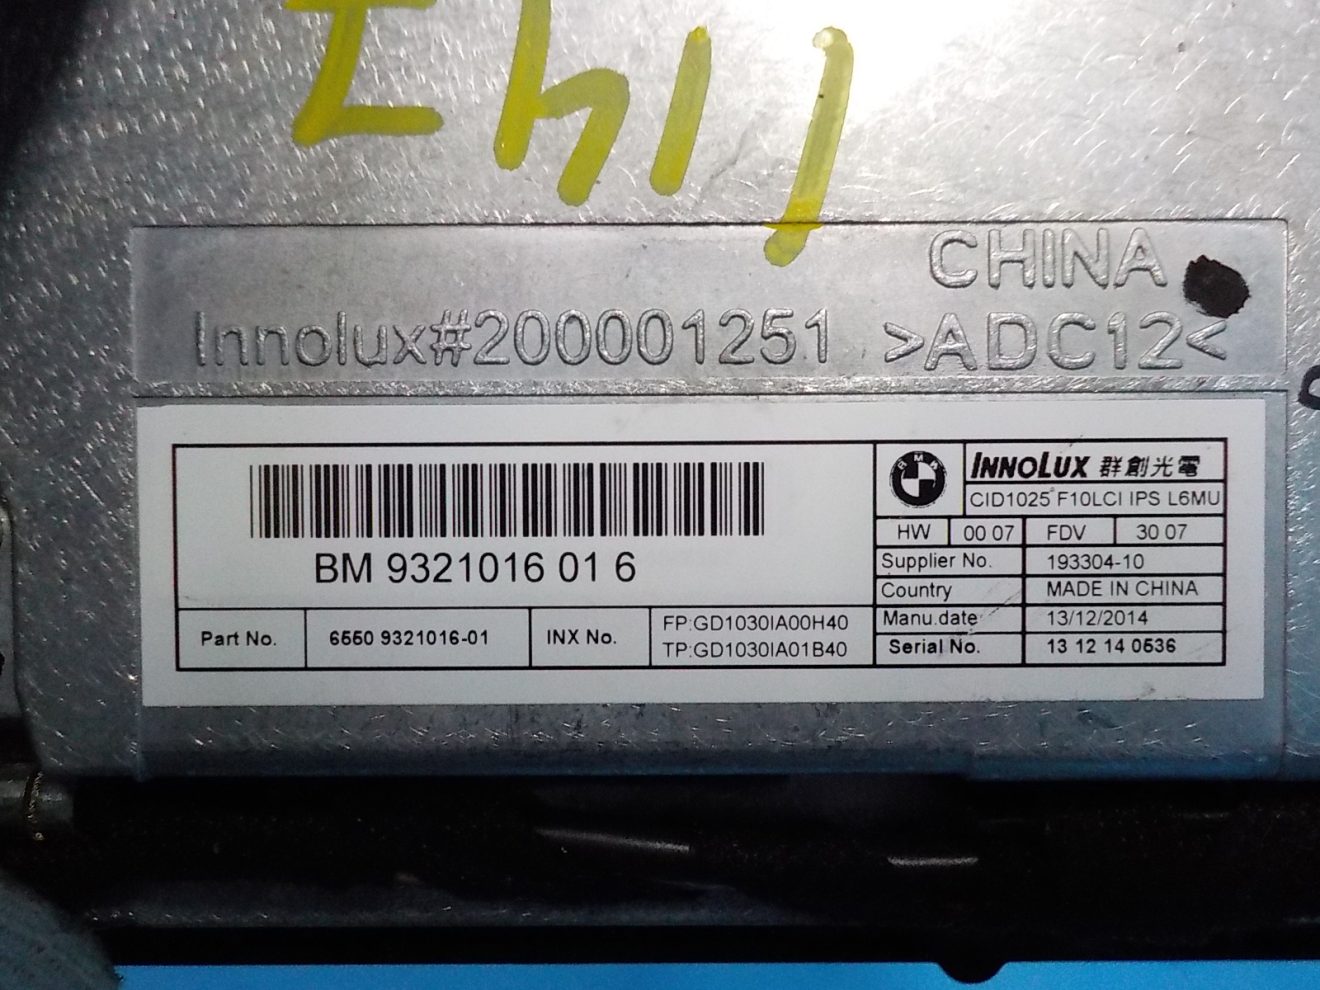 CHINA
Innolux#200001251 >ADC12<
BMW
INNOLUX 群創光電
CID1025 F10LCI IPS L6MU
BM 9321016 01 6
HW 00 07 FDV 30 07
Supplier No. 193304-10
Country MADE IN CHINA
Manu.date 13/12/2014
Serial No. 13 12 14 0536
Part No. 6550 9321016-01 INX No. FP:GD1030IA00H40
TP:GD1030IA01B40